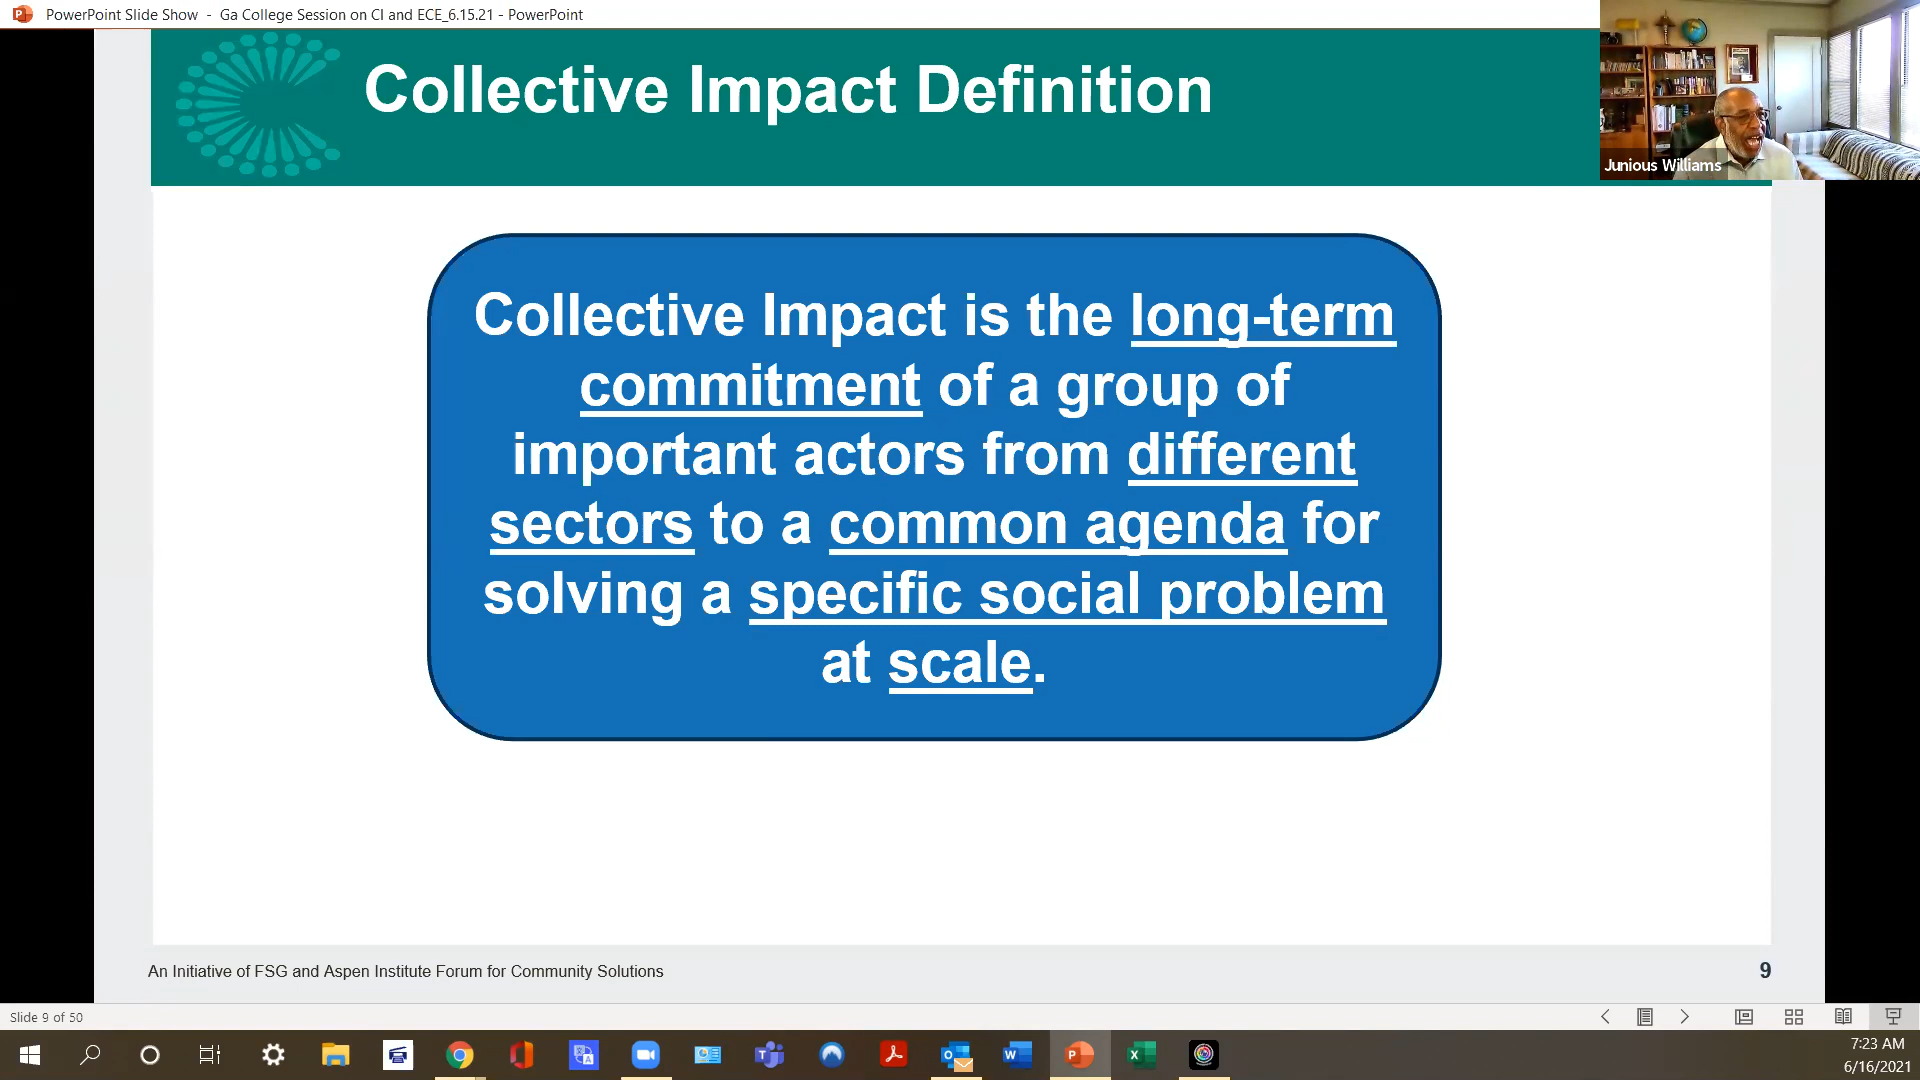 PowerPoint Slide Show - Ga College Session on CI and ECE_6.15.21 - PowerPoint
Collective Impact Definition
Junious Williams
Collective Impact is the long-term
commitment of a group of
important actors from different
sectors to a common agenda for
solving a specific social problem
at scale.
An Initiative of FSG and Aspen Institute Forum for Community Solutions
9
Slide 9 of 50
7:23 AM
6/16/2021